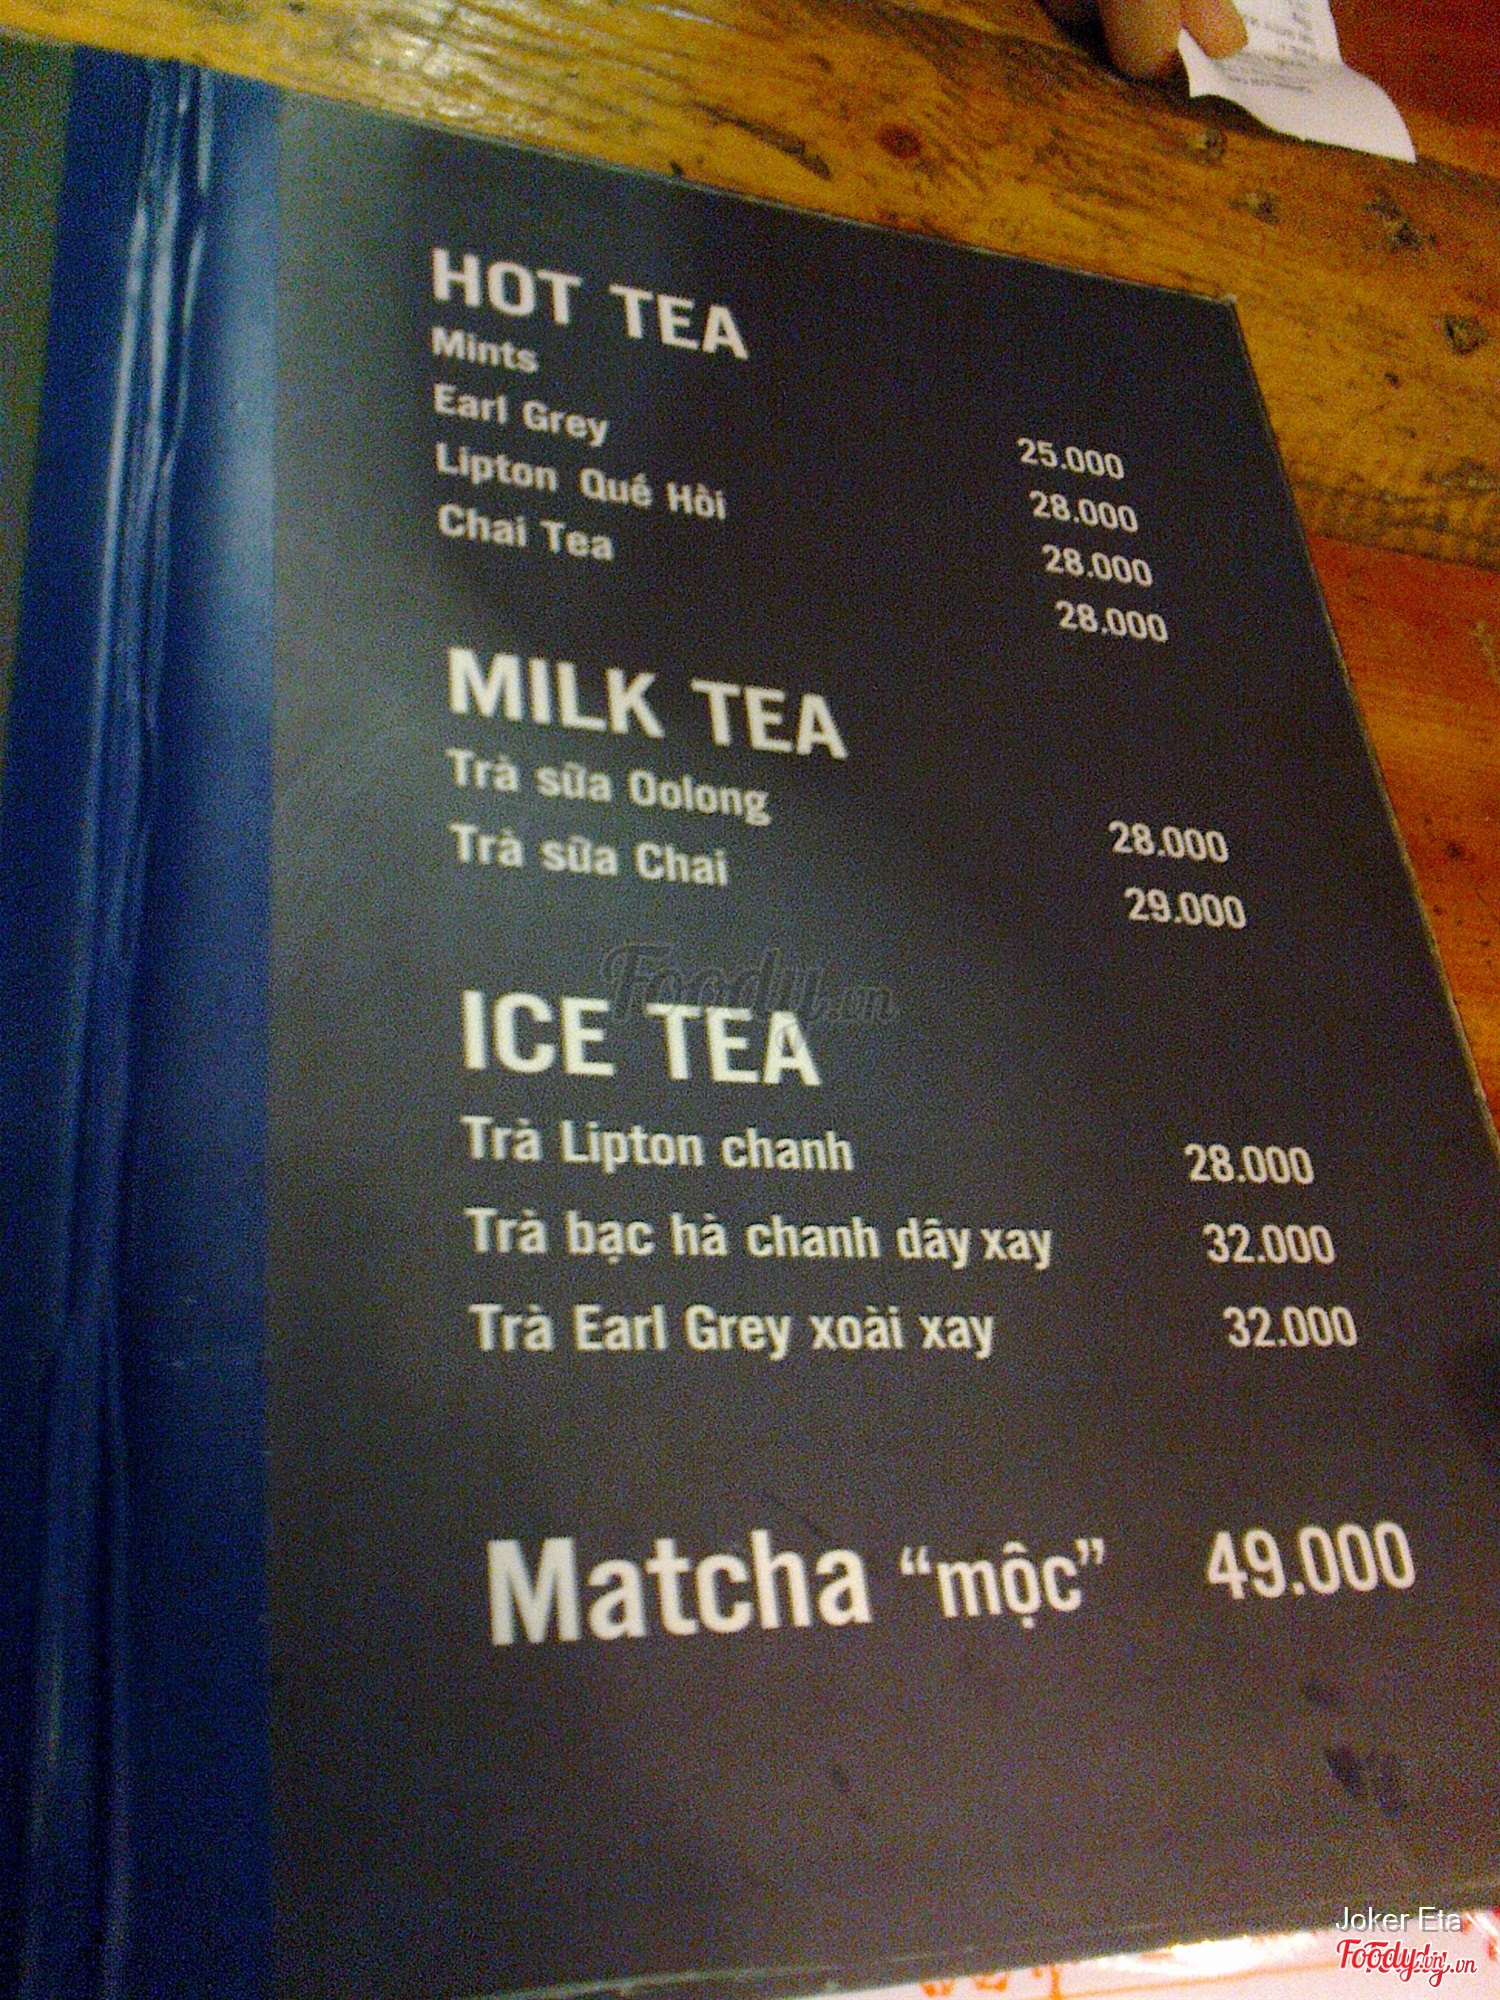 HOT TEA
Mints 25.000
Earl Grey 28.000
Lipton Quế Hồi 28.000
Chai Tea 28.000
MILK TEA
Trà sữa Oolong 28.000
Trà sữa Chai 29.000
Foody.vn
ICE TEA
Trà Lipton chanh 28.000
Trà bạc hà chanh dây xay 32.000
Trà Earl Grey xoài xay 32.000
Matcha “mộc” 49.000
Joker Eta
Foody.vn